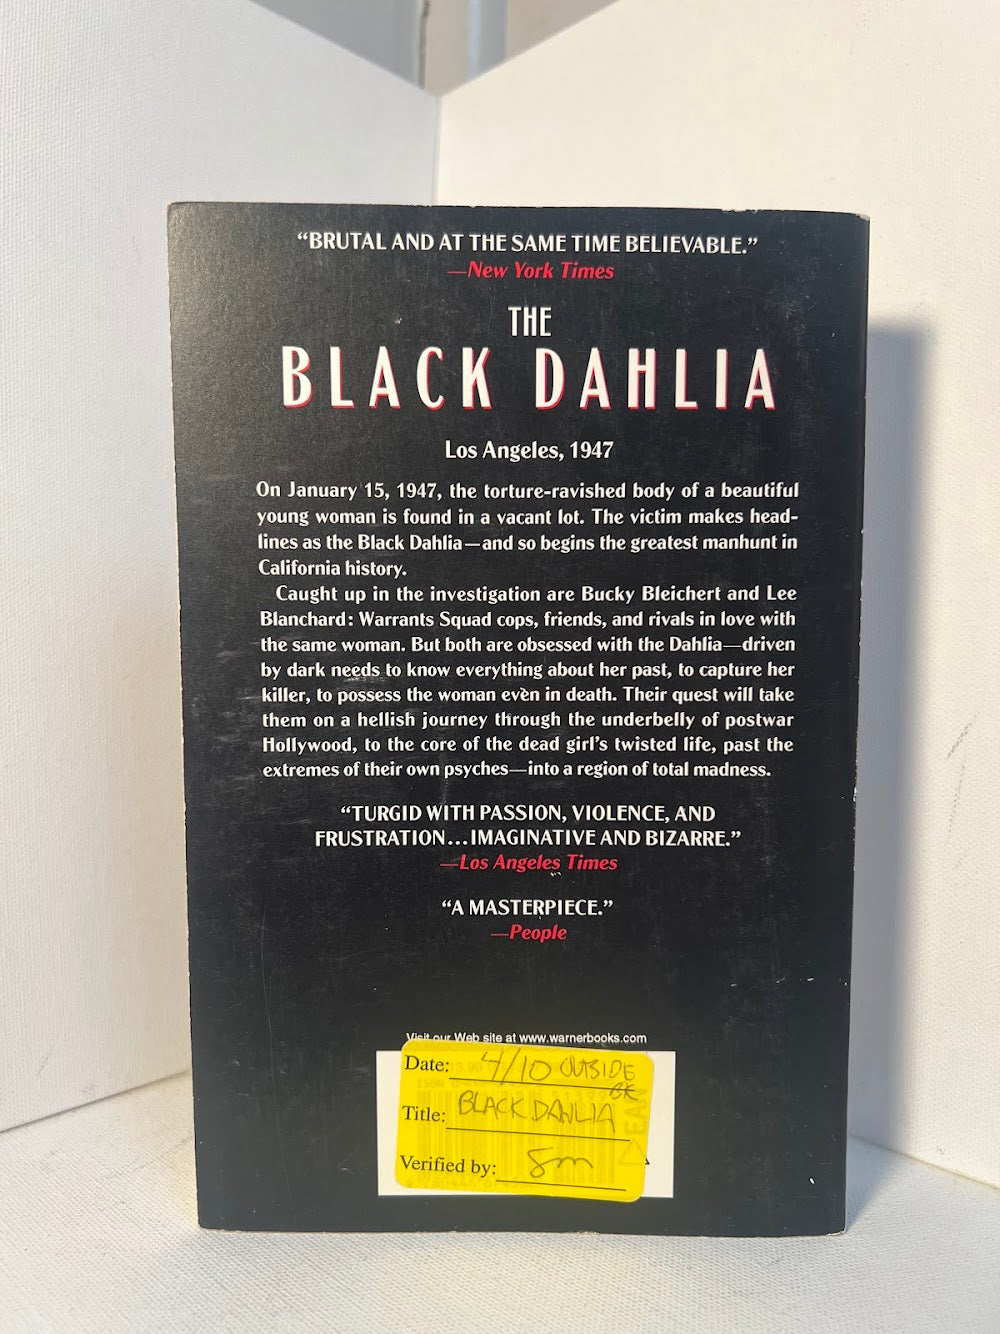 “BRUTAL AND AT THE SAME TIME BELIEVABLE.”
—New York Times
THE
BLACK DAHLIA
Los Angeles, 1947
On January 15, 1947, the torture-ravished body of a beautiful
young woman is found in a vacant lot. The victim makes head-
lines as the Black Dahlia—and so begins the greatest manhunt in
California history.
Caught up in the investigation are Bucky Bleichert and Lee
Blanchard: Warrants Squad cops, friends, and rivals in love with
the same woman. But both are obsessed with the Dahlia—driven
by dark needs to know everything about her past, to capture her
killer, to possess the woman even in death. Their quest will take
them on a hellish journey through the underbelly of postwar
Hollywood, to the core of the dead girl’s twisted life, past the
extremes of their own psyches—into a region of total madness.
“TURGID WITH PASSION, VIOLENCE, AND
FRUSTRATION...IMAGINATIVE AND BIZARRE.”
—Los Angeles Times
“A MASTERPIECE.”
—People
Visit our Web site at www.warnerbooks.com
Date: 4/10 OUTSIDE
BK
Title: BLACK DAHLIA
Verified by: Sm
EAN